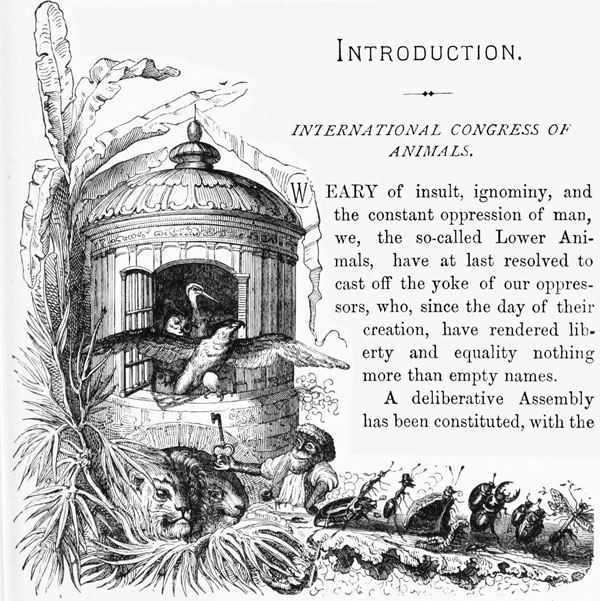 INTRODUCTION.
INTERNATIONAL CONGRESS OF
ANIMALS.
WEARY of insult, ignominy, and
the constant oppression of man,
we, the so-called Lower Ani-
mals, have at last resolved to
cast off the yoke of our oppres-
sors, who, since the day of their
creation, have rendered lib-
erty and equality nothing
more than empty names.
A deliberative Assembly
has been constituted, with the